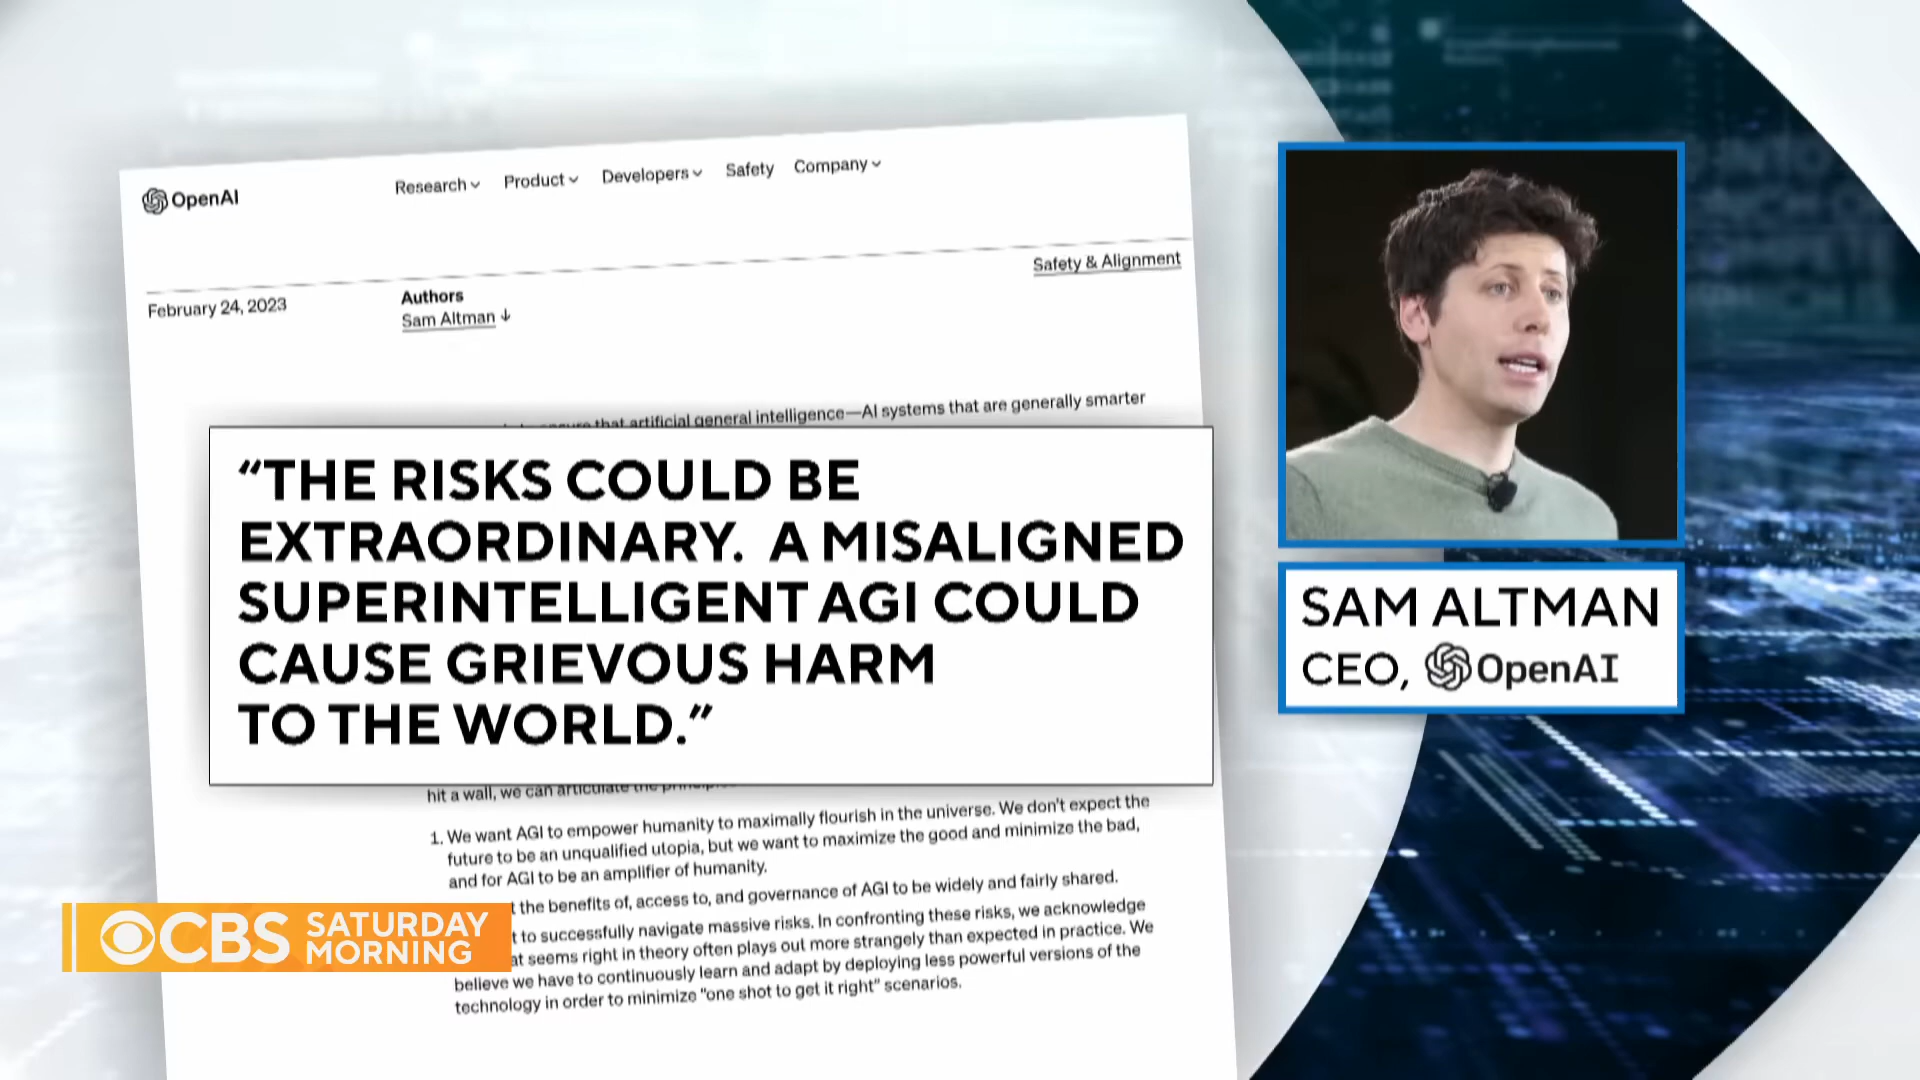 OpenAI
Research Product Developers Safety Company
Safety & Alignment
February 24, 2023
Authors
Sam Altman ↓
that artificial general intelligence—AI systems that are generally smarter
“THE RISKS COULD BE
EXTRAORDINARY. A MISALIGNED
SUPERINTELLIGENT AGI COULD
CAUSE GRIEVOUS HARM
TO THE WORLD.”
hit a wall, we can articulate the
1. We want AGI to empower humanity to maximally flourish in the universe. We don't expect the
future to be an unqualified utopia, but we want to maximize the good and minimize the bad,
and for AGI to be an amplifier of humanity.
the benefits of, access to, and governance of AGI to be widely and fairly shared.
to successfully navigate massive risks. In confronting these risks, we acknowledge
seems right in theory often plays out more strangely than expected in practice. We
believe we have to continuously learn and adapt by deploying less powerful versions of the
technology in order to minimize "one shot to get it right" scenarios.
SAM ALTMAN
CEO, OpenAI
CBS SATURDAY
MORNING